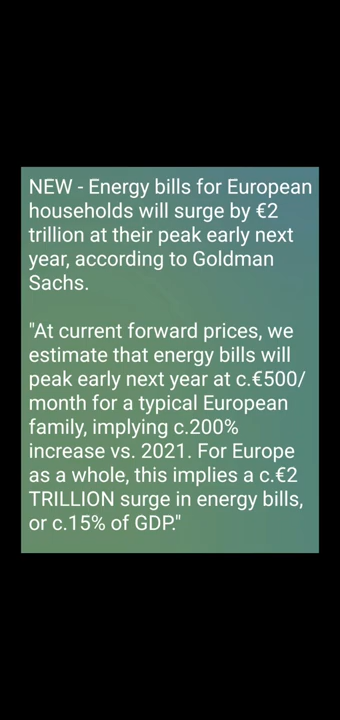 NEW - Energy bills for European
households will surge by €2
trillion at their peak early next
year, according to Goldman
Sachs.
"At current forward prices, we
estimate that energy bills will
peak early next year at c.€500/
month for a typical European
family, implying c.200%
increase vs. 2021. For Europe
as a whole, this implies a c.€2
TRILLION surge in energy bills,
or c.15% of GDP."